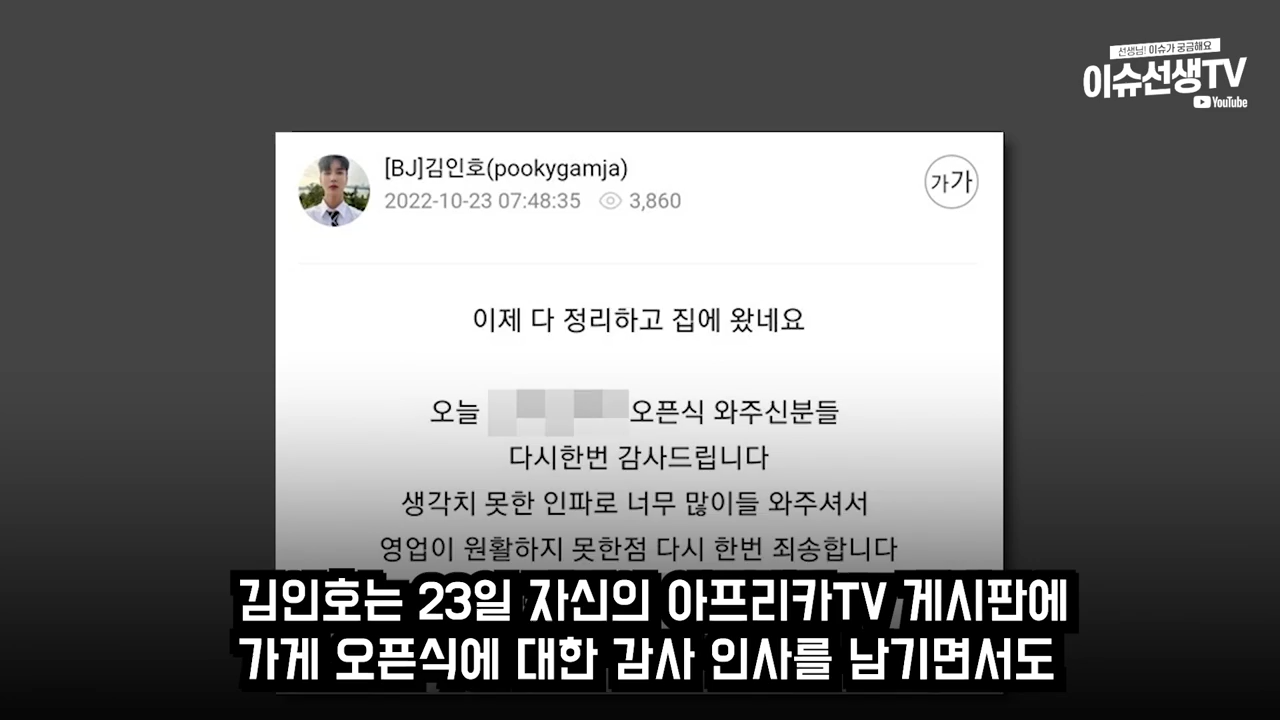 선생님! 이슈가 궁금해요
이슈선생TV
YouTube
[BJ]김인호(pookygamja)
2022-10-23 07:48:35 3,860
가가
이제 다 정리하고 집에 왔네요
오늘 오픈식 와주신분들
다시한번 감사드립니다
생각치 못한 인파로 너무 많이들 와주셔서
영업이 원활하지 못한점 다시 한번 죄송합니다
김인호는 23일 자신의 아프리카TV 게시판에
가게 오픈식에 대한 감사 인사를 남기면서도